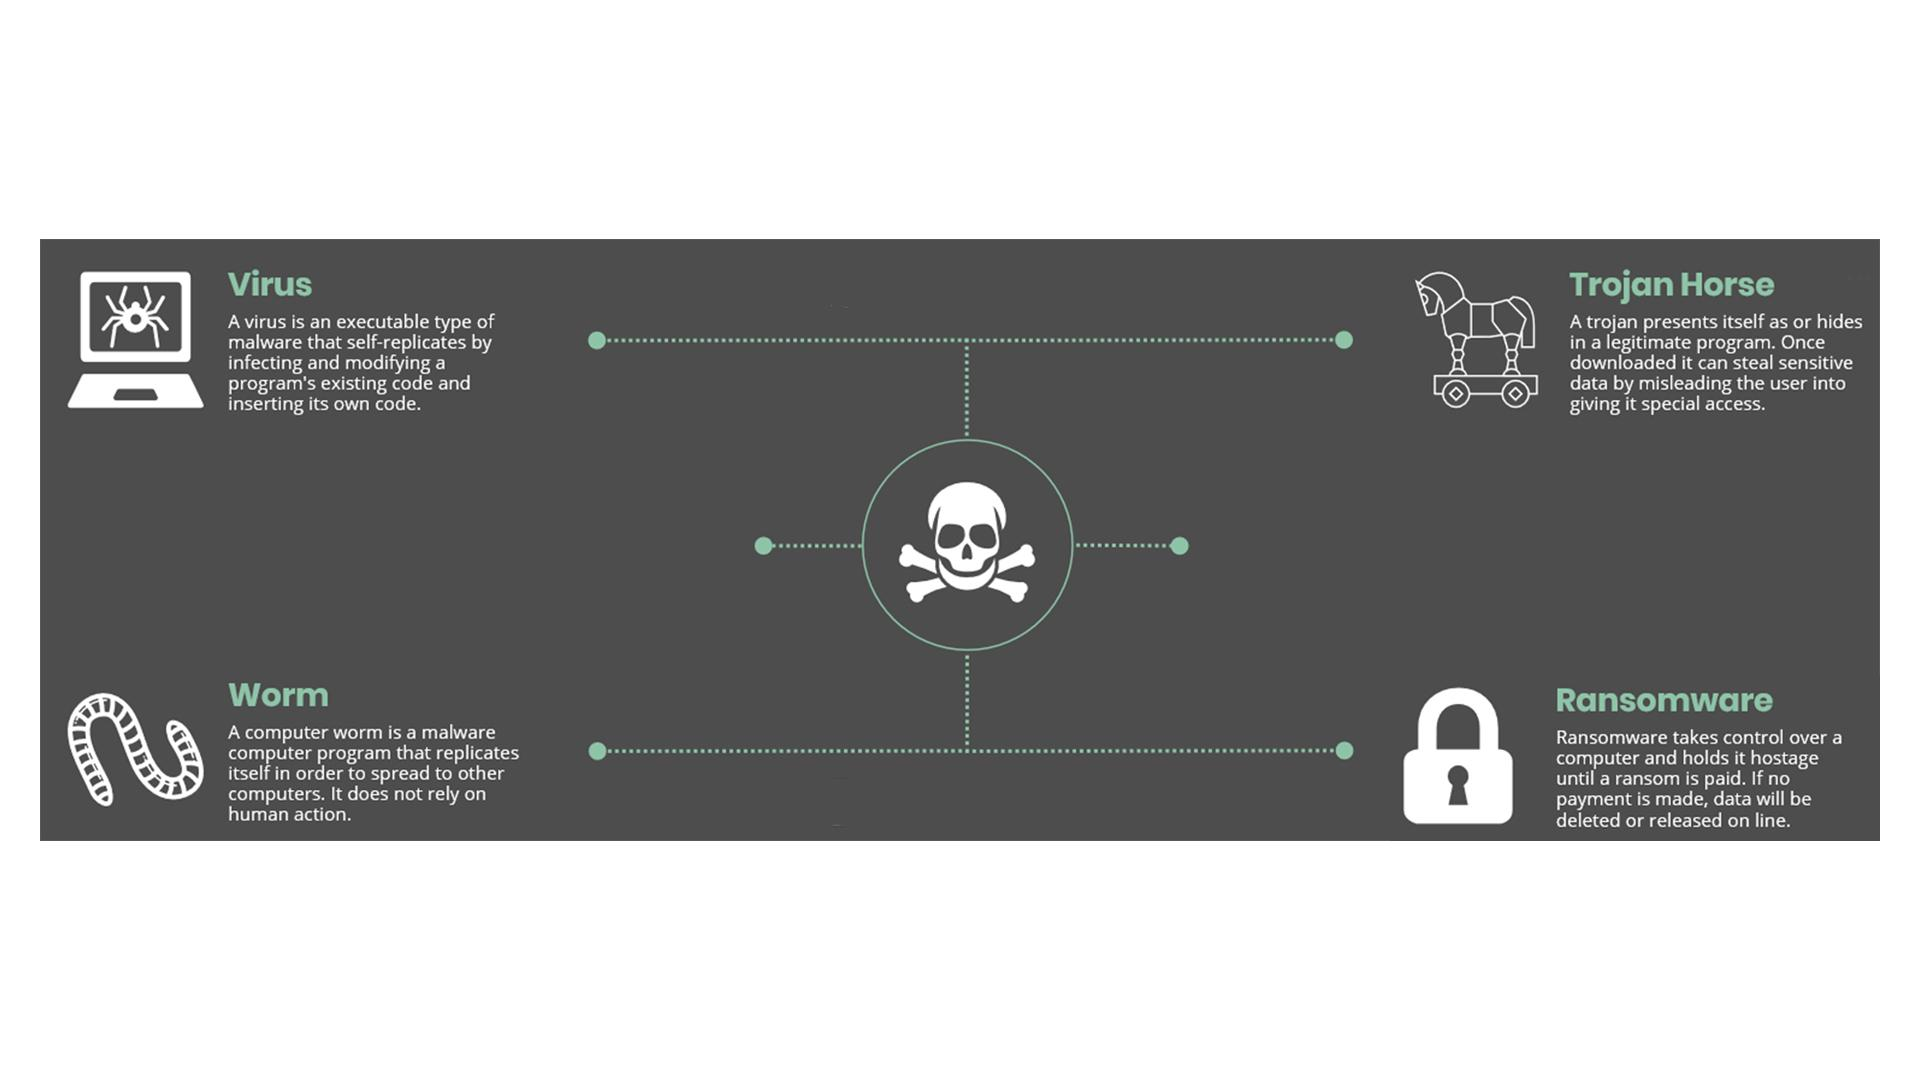 Virus
A virus is an executable type of
malware that self-replicates by
infecting and modifying a
program's existing code and
inserting its own code.
Trojan Horse
A trojan presents itself as or hides
in a legitimate program. Once
downloaded it can steal sensitive
data by misleading the user into
giving it special access.
Worm
A computer worm is a malware
computer program that replicates
itself in order to spread to other
computers. It does not rely on
human action.
Ransomware
Ransomware takes control over a
computer and holds it hostage
until a ransom is paid. If no
payment is made, data will be
deleted or released on line.